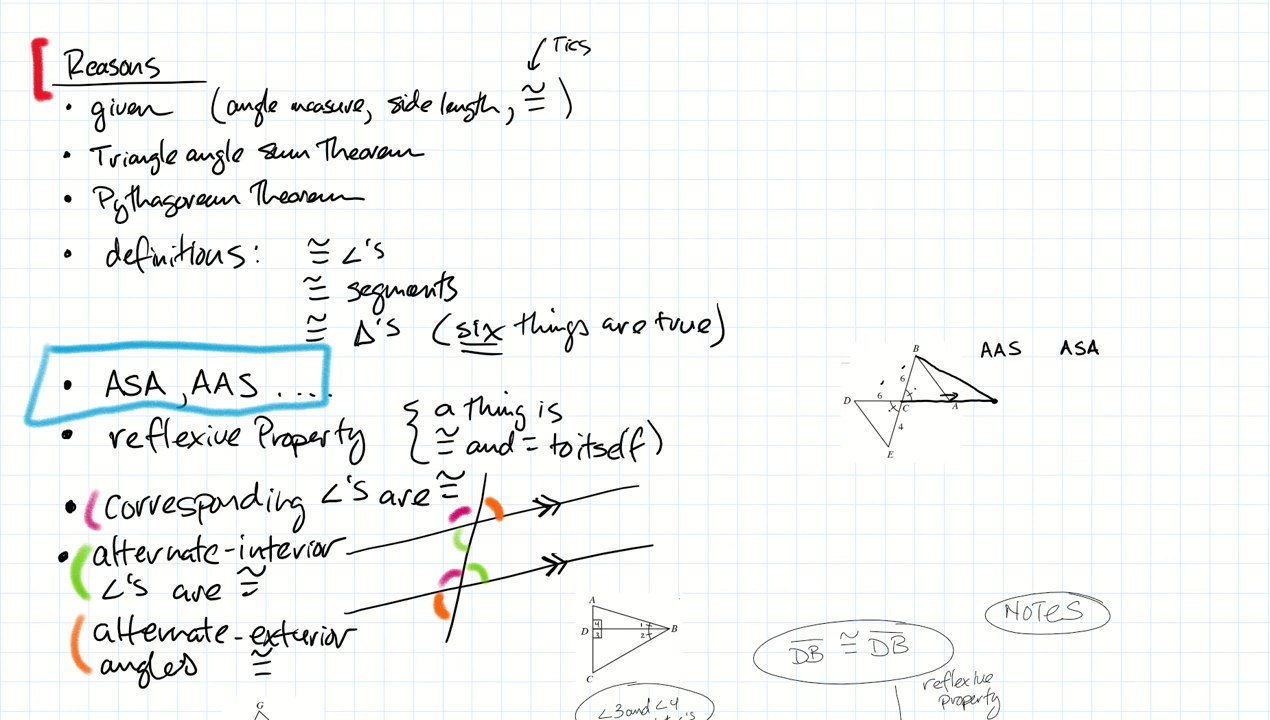 Tics
Reasons
• given (angle measure, side length, ≅)
• Triangle angle sum Theorem
• Pythagorean Theorem
• definitions: ≅ ∠'s
≅ segments
≅ Δ's (six things are true)
• ASA, AAS ....
• reflexive Property { a thing is
≅ and = to itself)
• corresponding ∠'s are ≅
• alternate-interior
∠'s are ≅
alternate-exterior
angles ≅
AAS ASA
B
6
D 6 C A
4
E
A
4 1
D B
3 2
C
NOTES
DB ≅ DB
reflexive
property
∠3 and ∠4
G